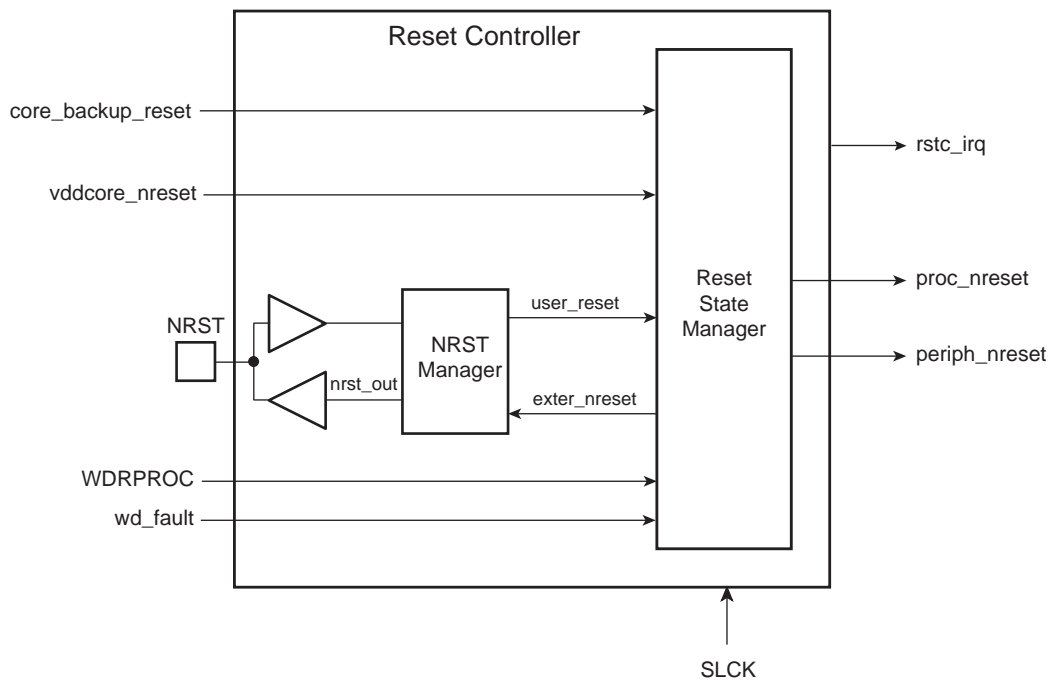 Reset Controller
core_backup_reset
rstc_irq
vddcore_nreset
Reset
State
Manager
proc_nreset
user_reset
NRST
NRST
Manager
periph_nreset
nrst_out
exter_nreset
WDRPROC
wd_fault
SLCK